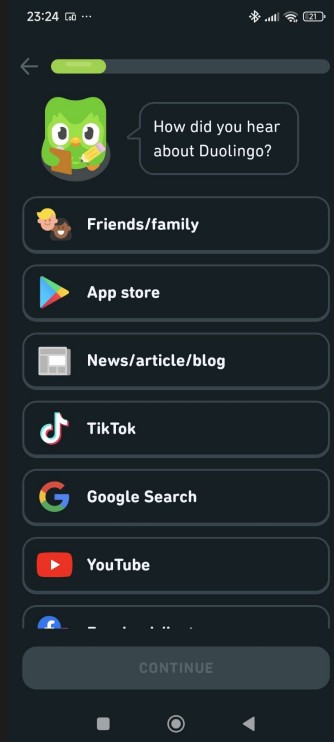 23:24
21
How did you hear
about Duolingo?
Friends/family
App store
News/article/blog
TikTok
Google Search
YouTube
CONTINUE